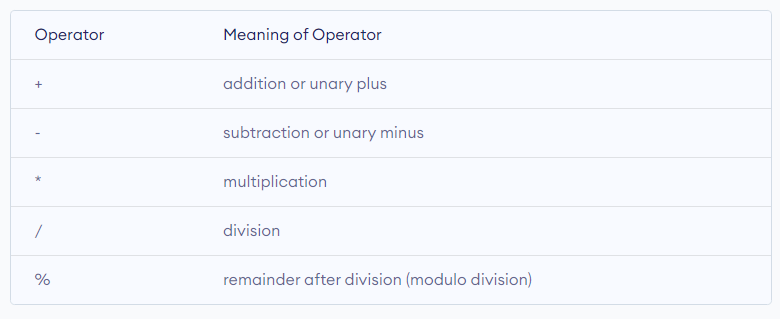 Operator Meaning of Operator
+ addition or unary plus
- subtraction or unary minus
* multiplication
/ division
% remainder after division (modulo division)